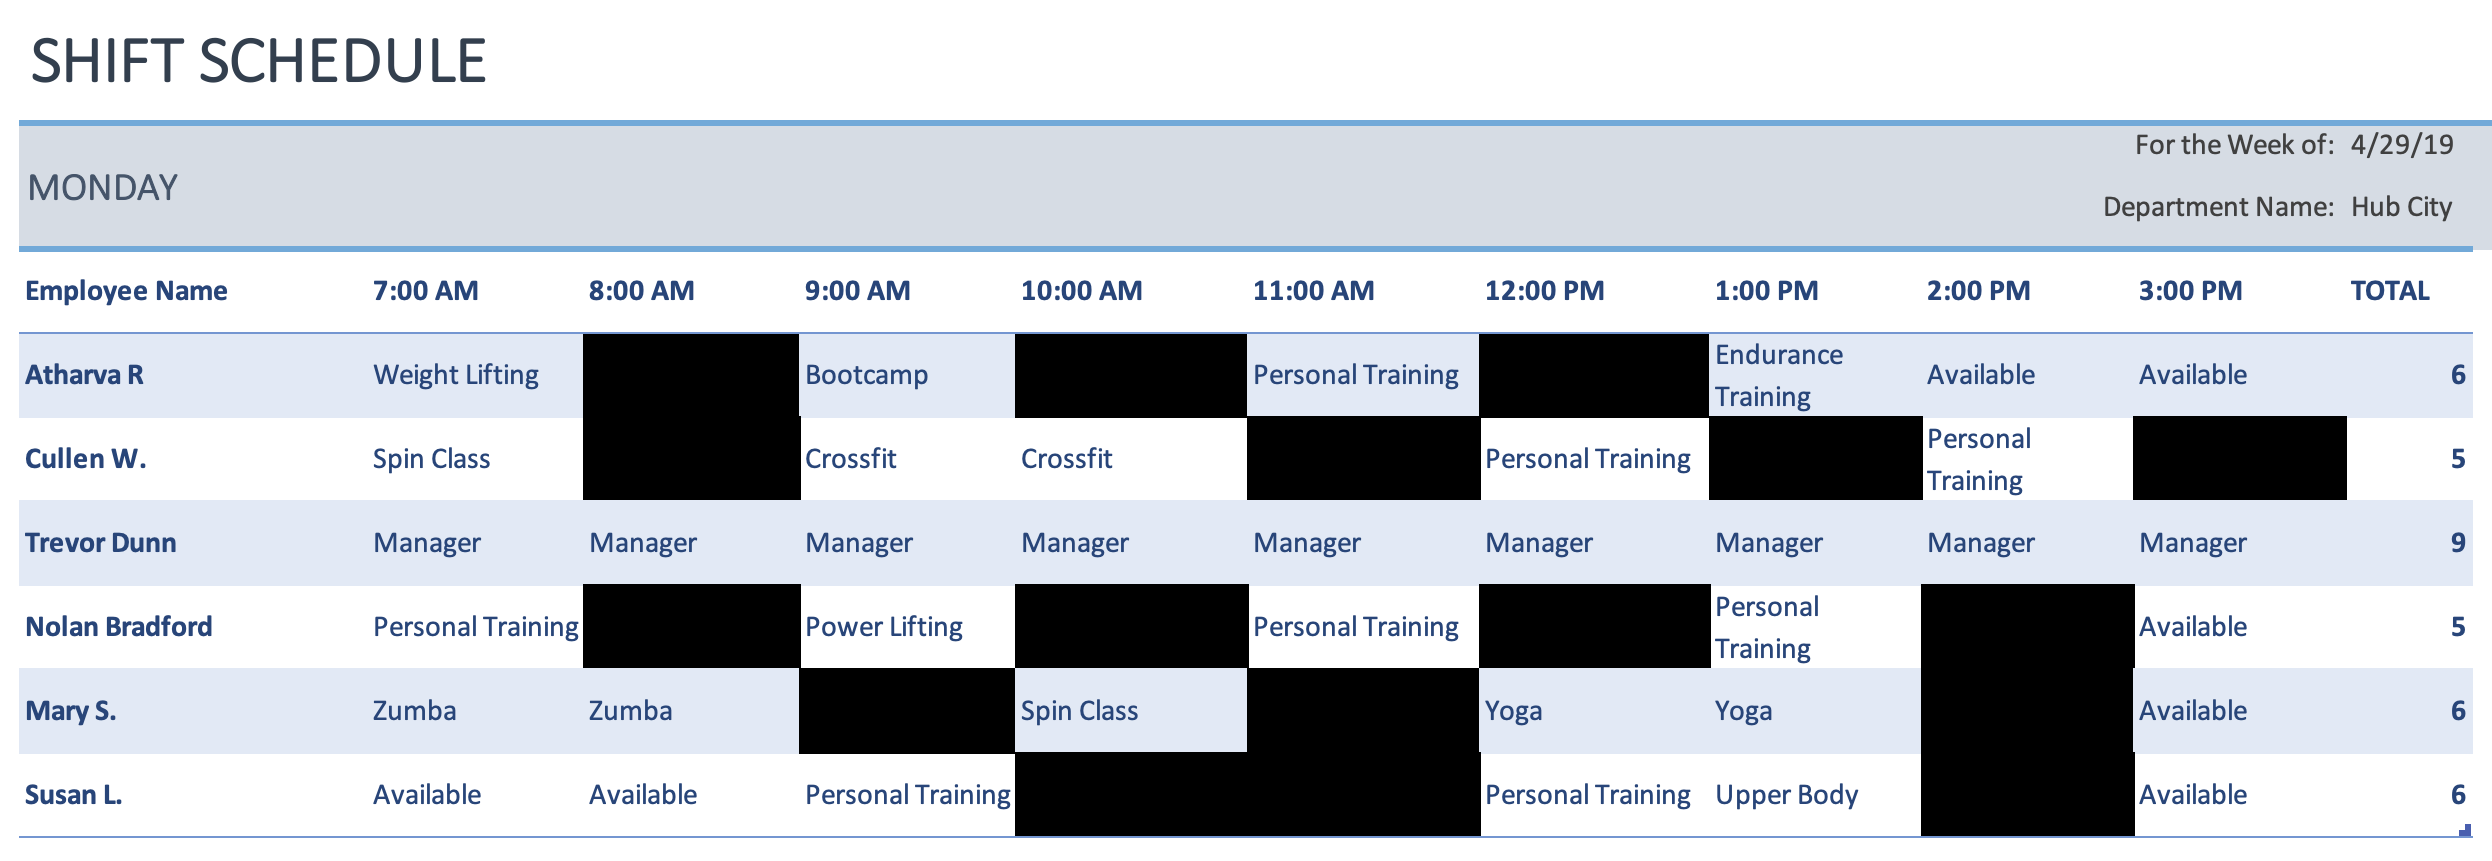 SHIFT SCHEDULE
For the Week of: 4/29/19
MONDAY
Department Name: Hub City
Employee Name 7:00 AM 8:00 AM 9:00 AM 10:00 AM 11:00 AM 12:00 PM 1:00 PM 2:00 PM 3:00 PM TOTAL
Atharva R Weight Lifting Bootcamp Personal Training Endurance Training Available Available 6
Cullen W. Spin Class Crossfit Crossfit Personal Training Personal Training 5
Trevor Dunn Manager Manager Manager Manager Manager Manager Manager Manager Manager 9
Nolan Bradford Personal Training Power Lifting Personal Training Personal Training Available 5
Mary S. Zumba Zumba Spin Class Yoga Yoga Available 6
Susan L. Available Available Personal Training Personal Training Upper Body Available 6